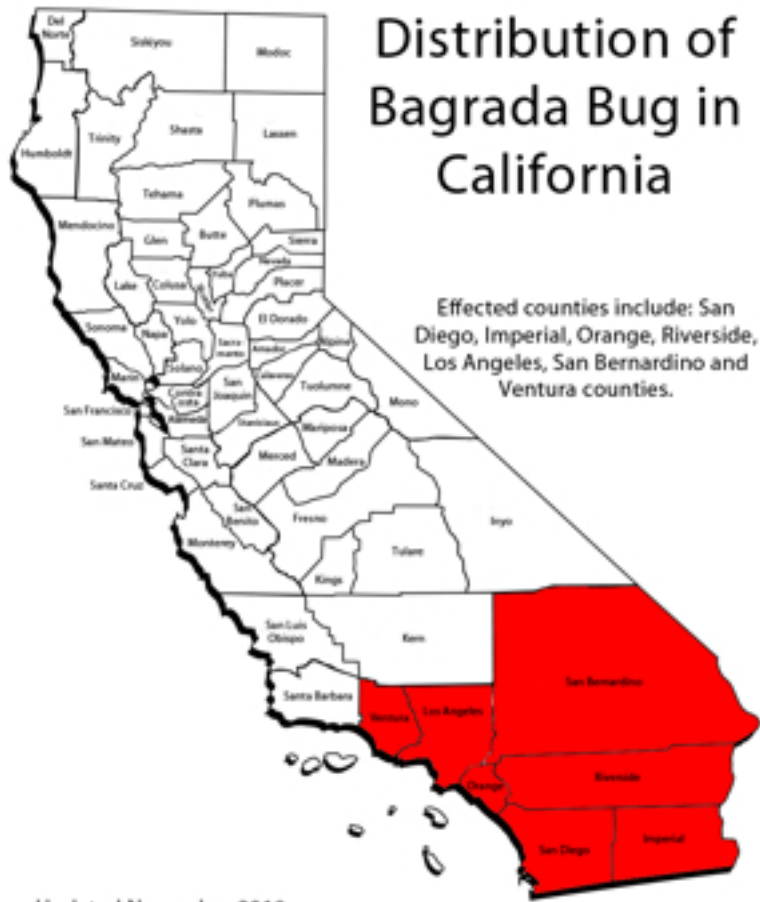 Distribution of
Bagrada Bug in
California
Effected counties include: San
Diego, Imperial, Orange, Riverside,
Los Angeles, San Bernardino and
Ventura counties.
Del
Norte
Siskiyou
Modoc
Humboldt
Trinity
Shasta
Lassen
Tehama
Plumas
Mendocino
Glen
Butte
Sierra
Nevada
Placer
Lake
Colusa
Yuba
Sonoma
Napa
Yolo
El Dorado
Sacra-
mento
Amador
Alpine
Solano
Marin
Calaveras
Contra
Costa
San
Joaquin
Tuolumne
Mono
San Francisco
Alameda
Stanislaus
Mariposa
San Mateo
Santa
Clara
Merced
Madera
Santa Cruz
San
Benito
Fresno
Inyo
Monterey
Tulare
Kings
San Luis
Obispo
Kern
Santa Barbara
San Bernardino
Ventura
Los Angeles
Orange
Riverside
San Diego
Imperial